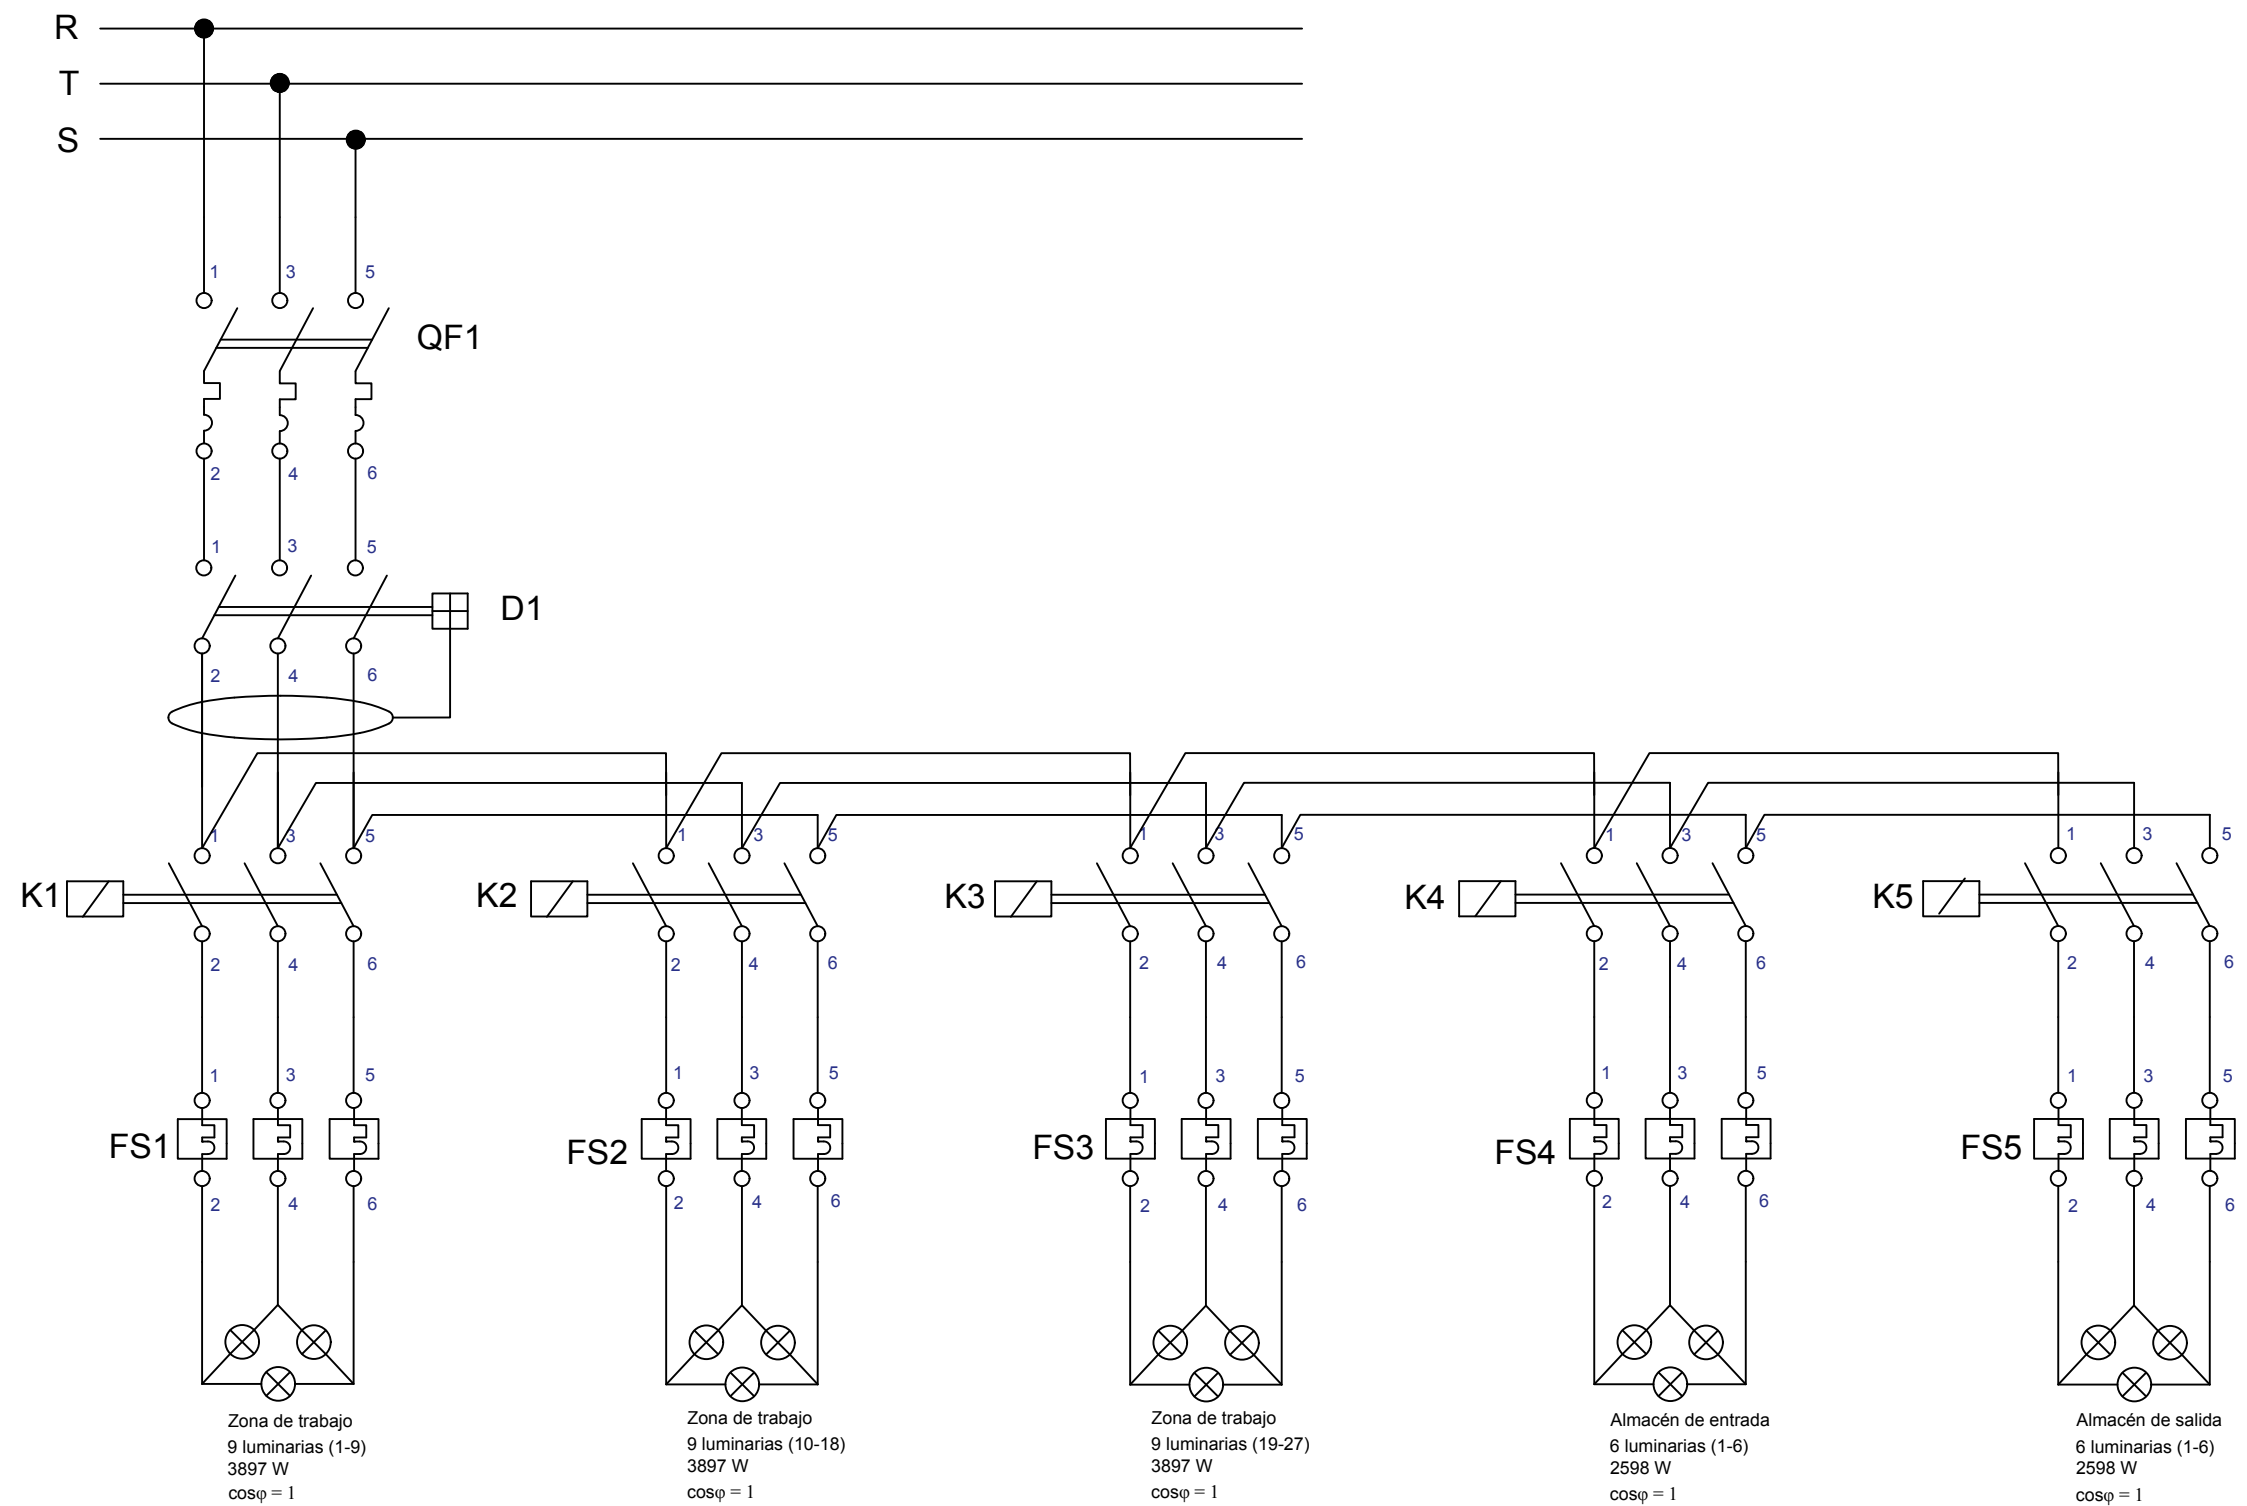 R
T
S
1 3 5
QF1
2 4 6
1 3 5
D1
2 4 6
1 3 5 1 3 5 1 3 5 1 3 5 1 3 5
K1 K2 K3 K4 K5
2 4 6 2 4 6 2 4 6 2 4 6 2 4 6
1 3 5 1 3 5 1 3 5 1 3 5 1 3 5
FS1 FS2 FS3 FS4 FS5
2 4 6 2 4 6 2 4 6 2 4 6 2 4 6
Zona de trabajo
9 luminarias (1-9)
3897 W
cosφ = 1
Zona de trabajo
9 luminarias (10-18)
3897 W
cosφ = 1
Zona de trabajo
9 luminarias (19-27)
3897 W
cosφ = 1
Almacén de entrada
6 luminarias (1-6)
2598 W
cosφ = 1
Almacén de salida
6 luminarias (1-6)
2598 W
cosφ = 1